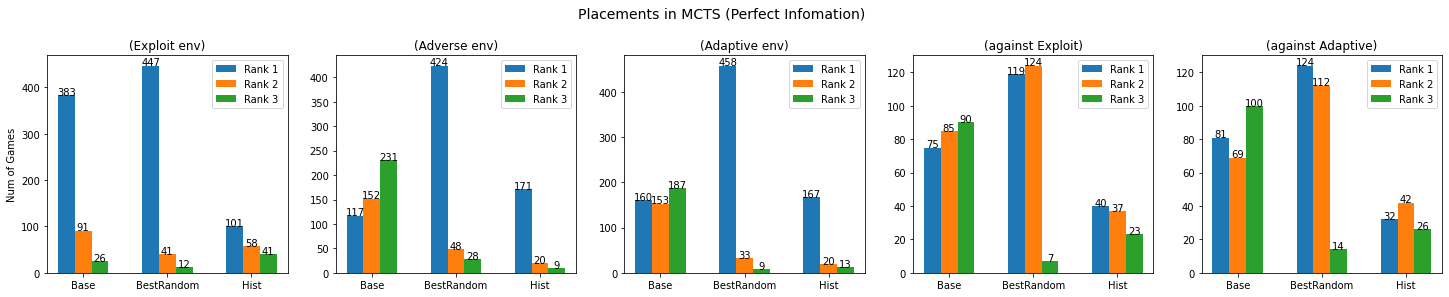 Placements in MCTS (Perfect Infomation)
(Exploit env)
Num of Games
400
300
200
100
0
383
91
26
447
41
12
101
58
41
Rank 1
Rank 2
Rank 3
Base
BestRandom
Hist
(Adverse env)
400
350
300
250
200
150
100
50
0
117
152
231
424
48
28
171
20
9
Rank 1
Rank 2
Rank 3
Base
BestRandom
Hist
(Adaptive env)
400
300
200
100
0
160
153
187
458
33
9
167
20
13
Rank 1
Rank 2
Rank 3
Base
BestRandom
Hist
(against Exploit)
120
100
80
60
40
20
0
75
85
90
119
124
7
40
37
23
Rank 1
Rank 2
Rank 3
Base
BestRandom
Hist
(against Adaptive)
120
100
80
60
40
20
0
81
69
100
124
112
14
32
42
26
Rank 1
Rank 2
Rank 3
Base
BestRandom
Hist